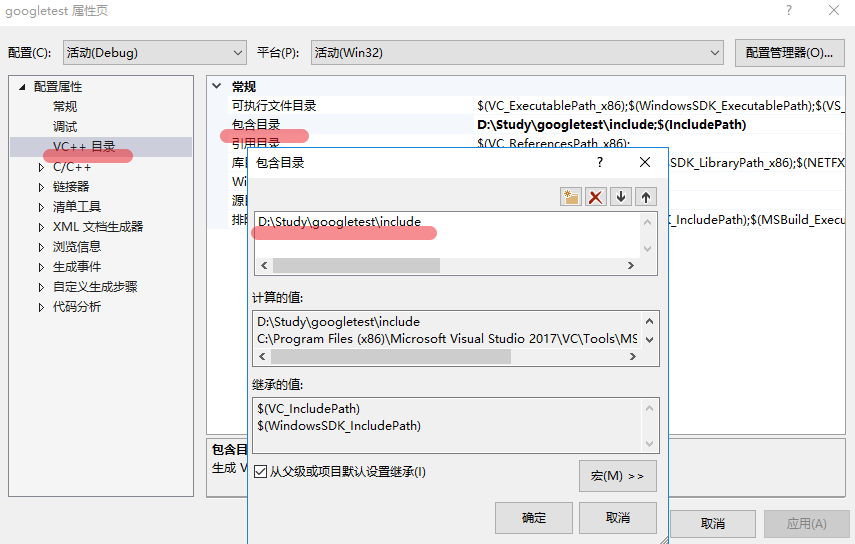 googletest 属性页
配置(C): 活动(Debug) 平台(P): 活动(Win32) 配置管理器(O)...
配置属性
常规
调试
VC++ 目录
C/C++
链接器
清单工具
XML 文档生成器
浏览信息
生成事件
自定义生成步骤
代码分析
常规
可执行文件目录 $(VC_ExecutablePath_x86);$(WindowsSDK_ExecutablePath);$(VS_
包含目录 D:\Study\googletest\include;$(IncludePath)
引用目录 $(VC_ReferencesPath_x86);
SDK_LibraryPath_x86);$(NETFX
Wi
_IncludePath);$(MSBuild_Execu
包含目
生成 V
包含目录
D:\Study\googletest\include
计算的值:
D:\Study\googletest\include
C:\Program Files (x86)\Microsoft Visual Studio 2017\VC\Tools\MS
继承的值:
$(VC_IncludePath)
$(WindowsSDK_IncludePath)
从父级或项目默认设置继承(I)
宏(M) >>
确定 取消
取消 应用(A)